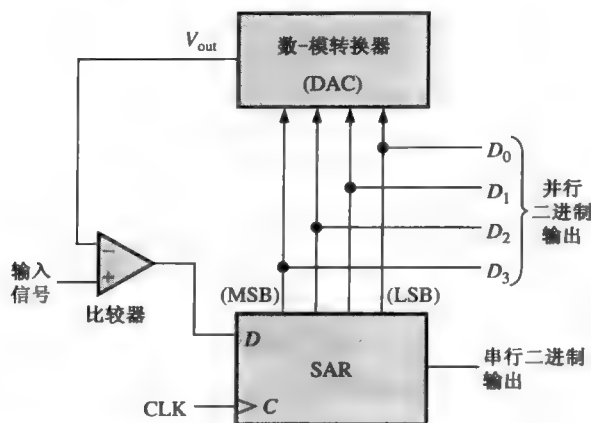 数-模转换器
(DAC)
Vout
D0
D1
D2
D3
并行
二进制
输出
输入
信号
−
+
比较器
(MSB)
(LSB)
D
SAR
CLK
C
串行二进制
输出